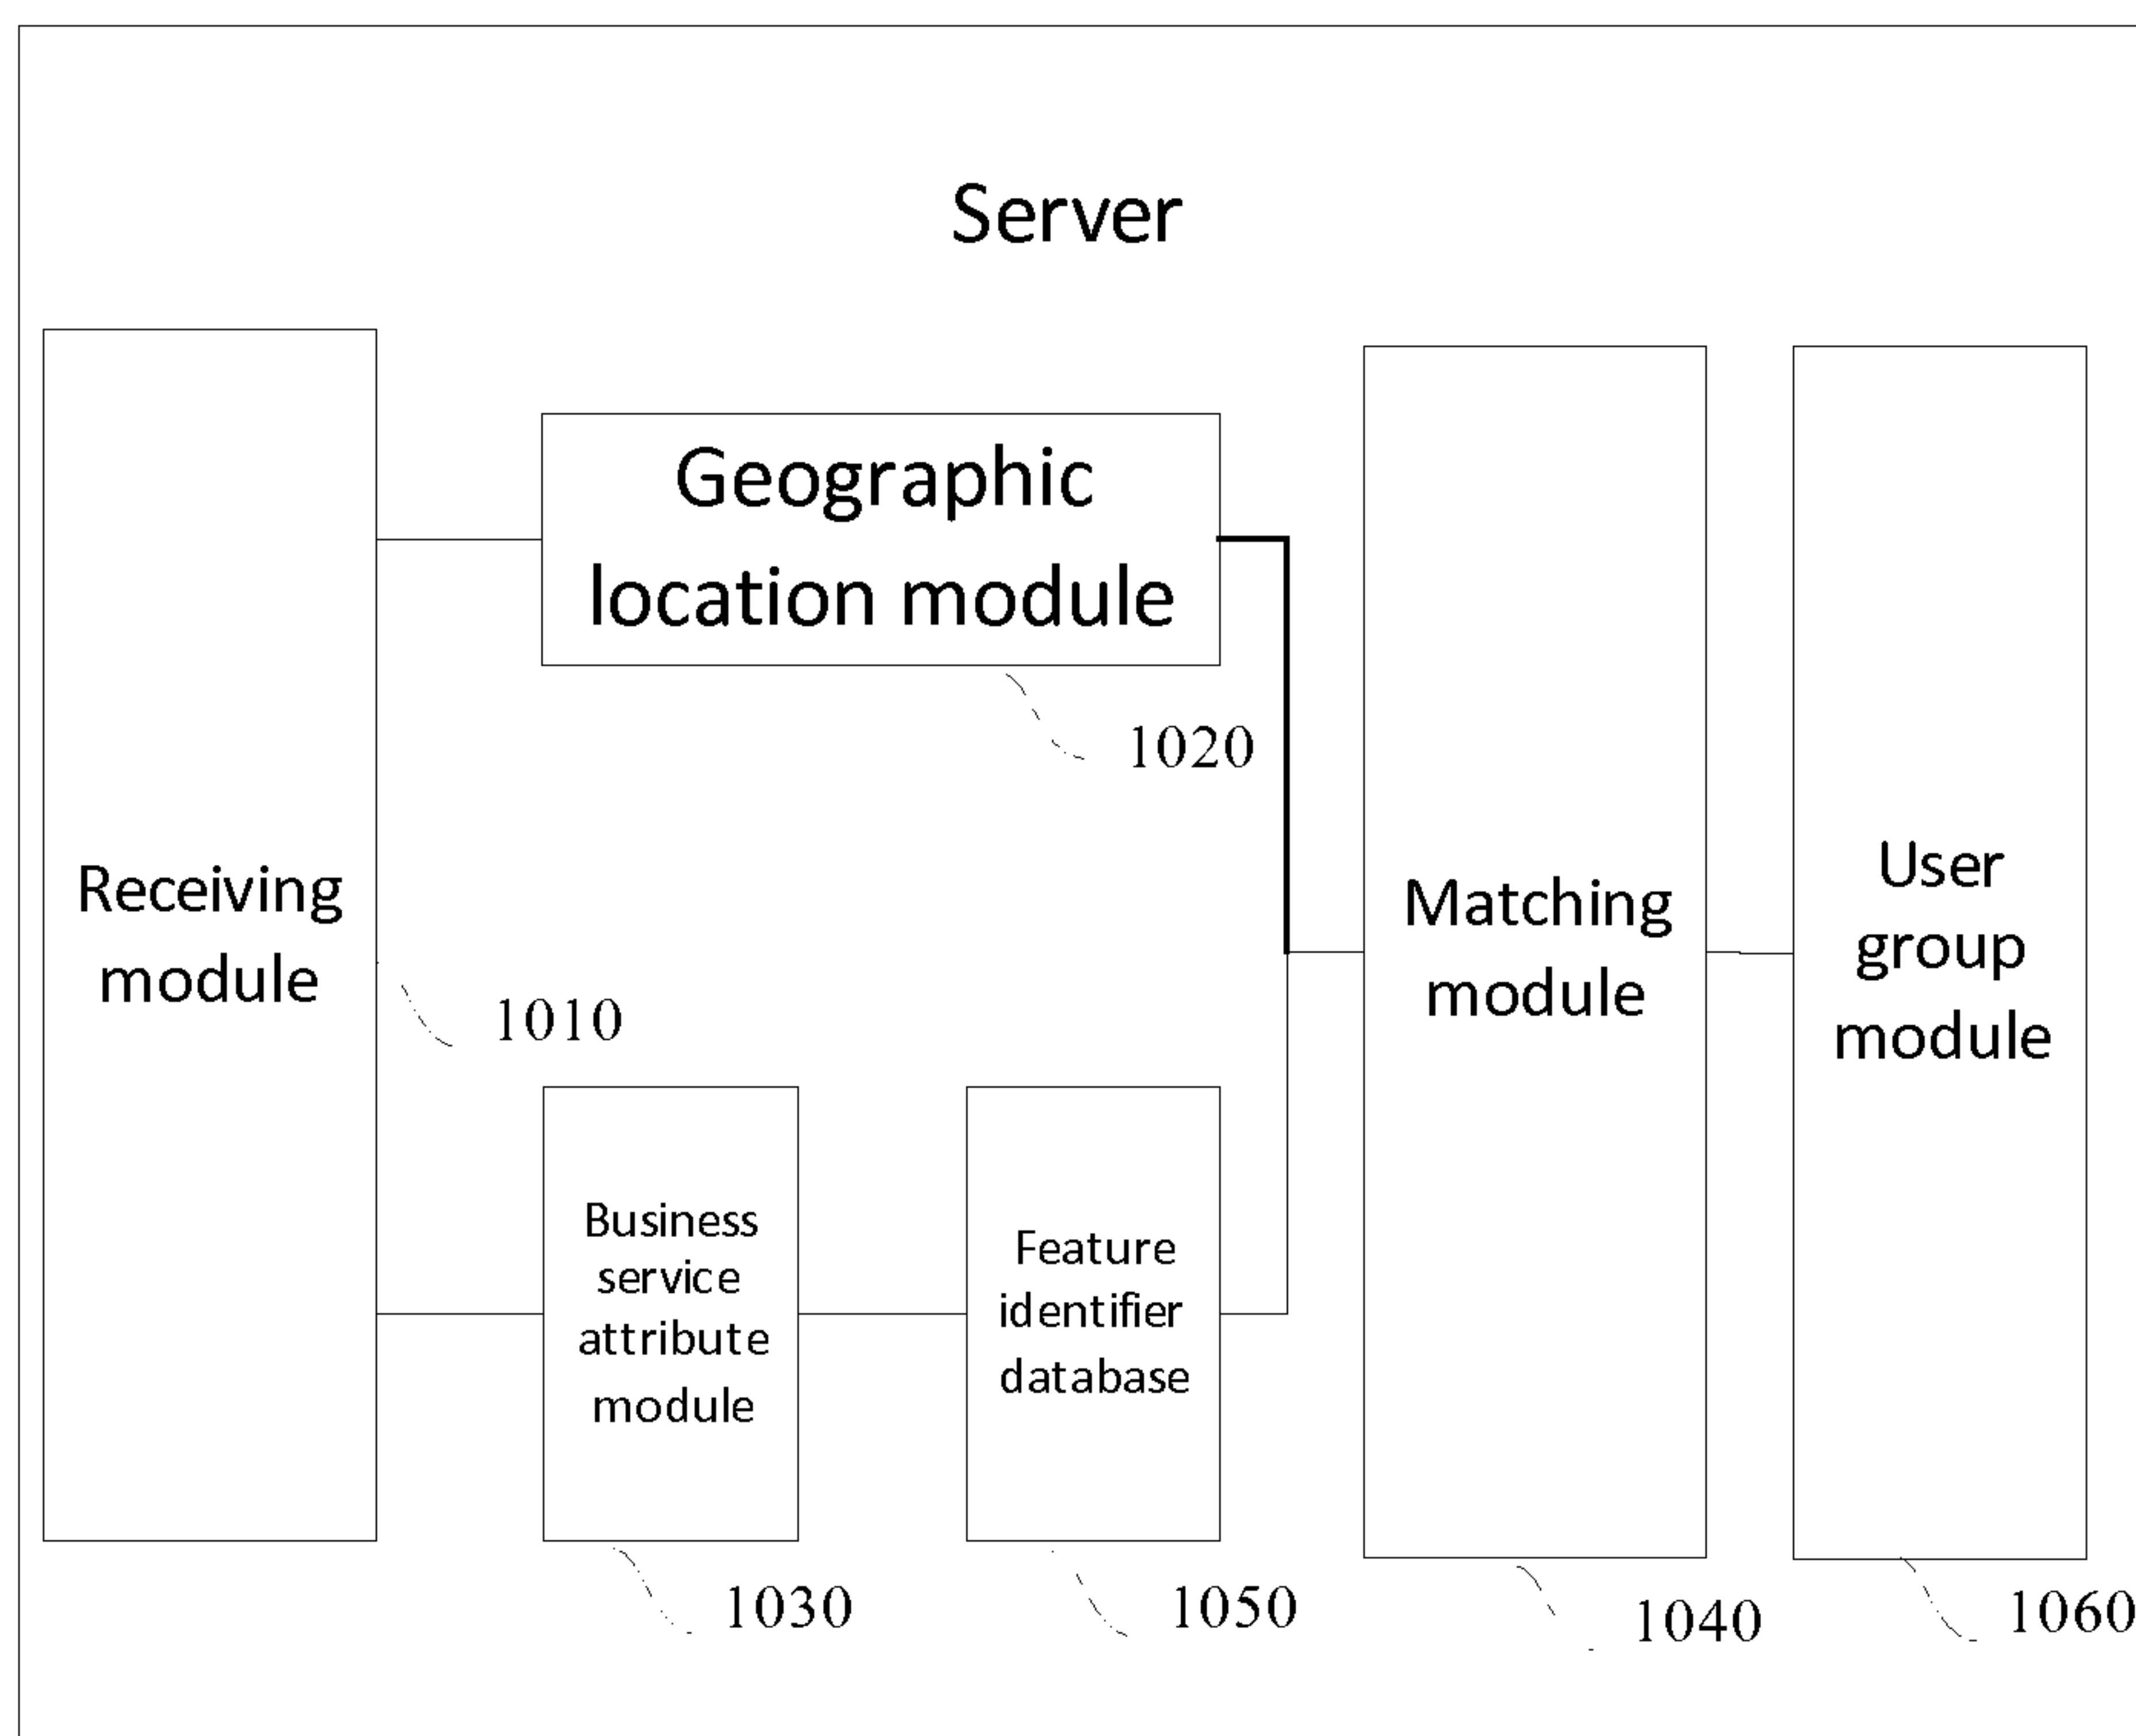 Server
Geographic
location module
1020
Receiving
module
1010
Matching
module
User
group
module
Business
service
attribute
module
Feature
identifier
database
1030
1050
1040
1060